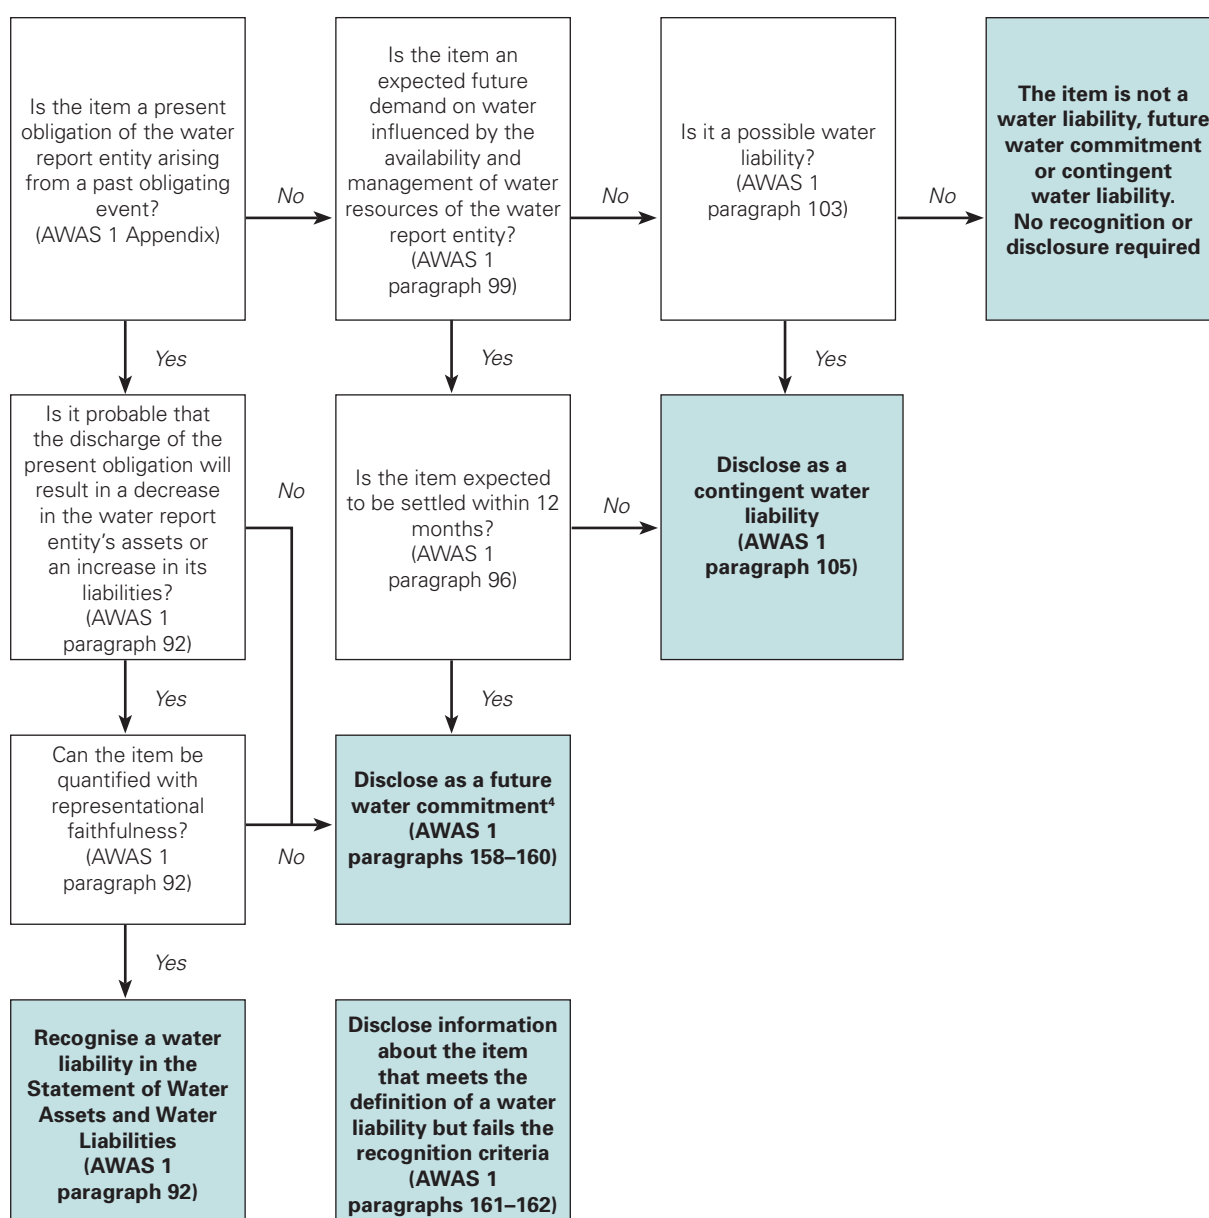 Is the item a present
obligation of the water
report entity arising
from a past obligating
event?
(AWAS 1 Appendix)
No
Is the item an
expected future
demand on water
influenced by the
availability and
management of water
resources of the water
report entity?
(AWAS 1
paragraph 99)
No
Is it a possible water
liability?
(AWAS 1
paragraph 103)
No
The item is not a
water liability, future
water commitment
or contingent
water liability.
No recognition or
disclosure required
Yes
Yes
Yes
Is it probable that
the discharge of the
present obligation will
result in a decrease
in the water report
entity’s assets or
an increase in its
liabilities?
(AWAS 1
paragraph 92)
No
Is the item expected
to be settled within 12
months?
(AWAS 1
paragraph 96)
No
Disclose as a
contingent water
liability
(AWAS 1
paragraph 105)
Yes
Yes
Can the item be
quantified with
representational
faithfulness?
(AWAS 1
paragraph 92)
No
Disclose as a future
water commitment⁴
(AWAS 1
paragraphs 158–160)
Yes
Recognise a water
liability in the
Statement of Water
Assets and Water
Liabilities
(AWAS 1
paragraph 92)
Disclose information
about the item
that meets the
definition of a water
liability but fails the
recognition criteria
(AWAS 1
paragraphs 161–162)